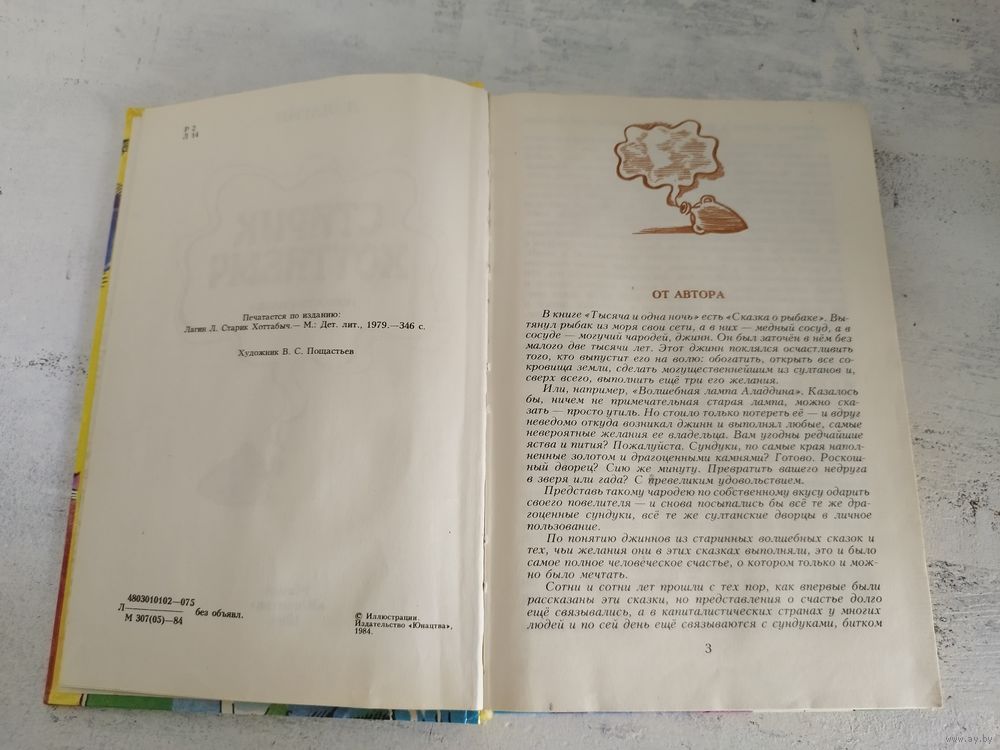 Р 2
Л 14
Печатается по изданию:
Лагин Л. Старик Хоттабыч.— М.: Дет. лит., 1979.—346 с.
Художник В. С. Пощастьев
4803010102—075
Л без объявл.
М 307(05)—84
© Иллюстрации.
Издательство «Юнацтва»,
1984.
ОТ АВТОРА
В книге «Тысяча и одна ночь» есть «Сказка о рыбаке». Вы-
тянул рыбак из моря свои сети, а в них — медный сосуд, а в
сосуде — могучий чародей, джинн. Он был заточён в нём без
малого две тысячи лет. Этот джинн поклялся осчастливить
того, кто выпустит его на волю: обогатить, открыть все со-
кровища земли, сделать могущественнейшим из султанов и,
сверх всего, выполнить ещё три его желания.
Или, например, «Волшебная лампа Аладдина». Казалось
бы, ничем не примечательная старая лампа, можно ска-
зать — просто утиль. Но стоило только потереть её — и вдруг
неведомо откуда возникал джинн и выполнял любые, самые
невероятные желания ее владельца. Вам угодны редчайшие
яства и пития? Пожалуйста. Сундуки, по самые края напол-
ненные золотом и драгоценными камнями? Готово. Роскош-
ный дворец? Сию же минуту. Превратить вашего недруга
в зверя или гада? С превеликим удовольствием.
Представь такому чародею по собственному вкусу одарить
своего повелителя — и снова посыпались бы всё те же дра-
гоценные сундуки, всё те же султанские дворцы в личное
пользование.
По понятию джиннов из старинных волшебных сказок и
тех, чьи желания они в этих сказках выполняли, это и было
самое полное человеческое счастье, о котором только и мож-
но было мечтать.
Сотни и сотни лет прошли с тех пор, как впервые были
рассказаны эти сказки, но представления о счастье долго
ещё связывались, а в капиталистических странах у многих
людей и по сей день ещё связываются с сундуками, битком
3
www.ay.by